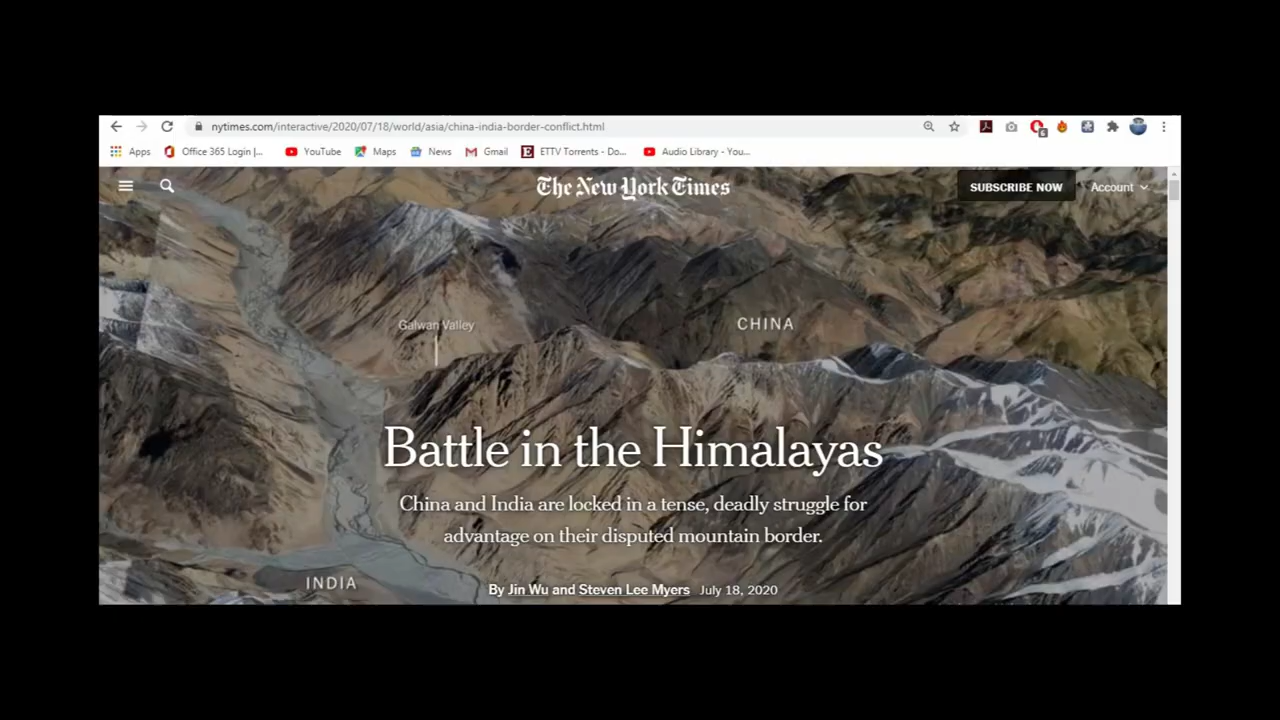 nytimes.com/interactive/2020/07/18/world/asia/china-india-border-conflict.html
6
Apps Office 365 Login |... YouTube Maps News Gmail ETTV Torrents - Do... Audio Library - You...
The New York Times SUBSCRIBE NOW Account
Galwan Valley
CHINA
Battle in the Himalayas
China and India are locked in a tense, deadly struggle for
advantage on their disputed mountain border.
INDIA
By Jin Wu and Steven Lee Myers July 18, 2020